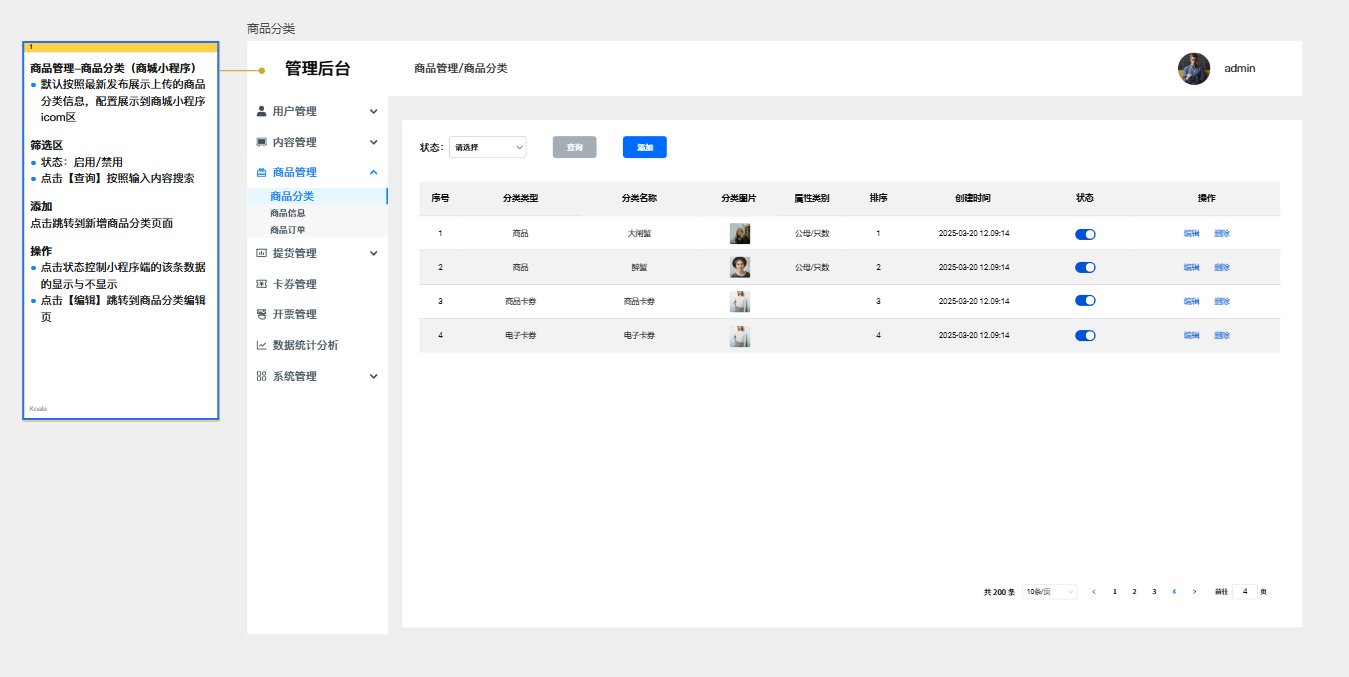 商品分类
1
商品管理-商品分类（商城小程序）
默认按照最新发布展示上传的商品
分类信息，配置展示到商城小程序
icom区
筛选区
状态：启用/禁用
点击【查询】按照输入内容搜索
添加
点击跳转到新增商品分类页面
操作
点击状态控制小程序端的该条数据
的显示与不显示
点击【编辑】跳转到商品分类编辑
页
Koala
管理后台
商品管理/商品分类
admin
用户管理
内容管理
商品管理
商品分类
商品信息
商品订单
提货管理
卡券管理
开票管理
数据统计分析
系统管理
状态： 请选择 查询 添加
序号 分类类型 分类名称 分类图片 属性类别 排序 创建时间 状态 操作
1 商品 大闸蟹 公母/只数 1 2025-03-20 12.09:14 编辑 删除
2 商品 醉蟹 公母/只数 2 2025-03-20 12.09:14 编辑 删除
3 商品卡券 商品卡券 3 2025-03-20 12.09:14 编辑 删除
4 电子卡券 电子卡券 4 2025-03-20 12.09:14 编辑 删除
共 200 条 10条/页 < 1 2 3 4 > 前往 4 页